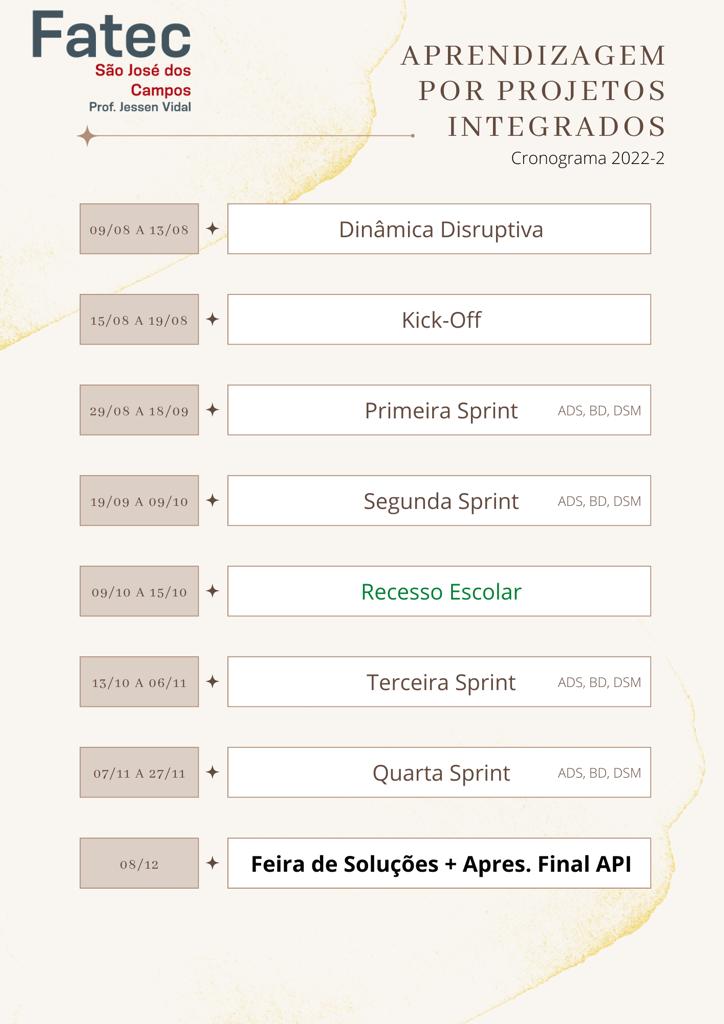 Fatec
São José dos
Campos
Prof. Jessen Vidal
APRENDIZAGEM
POR PROJETOS
INTEGRADOS
Cronograma 2022-2
09/08 A 13/08
Dinâmica Disruptiva
15/08 A 19/08
Kick-Off
29/08 A 18/09
Primeira Sprint
ADS, BD, DSM
19/09 A 09/10
Segunda Sprint
ADS, BD, DSM
09/10 A 15/10
Recesso Escolar
13/10 A 06/11
Terceira Sprint
ADS, BD, DSM
07/11 A 27/11
Quarta Sprint
ADS, BD, DSM
08/12
Feira de Soluções + Apres. Final API